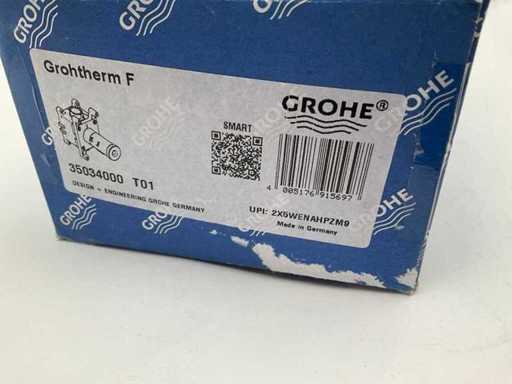 GROHE
Grohtherm F
GROHE®
SMART
35034000 T01
DESIGN + ENGINEERING GROHE GERMANY
4 005176 915697
UPI: 2X5WENAHPZM9
Made in Germany
GROHE
GROHE
GROHE